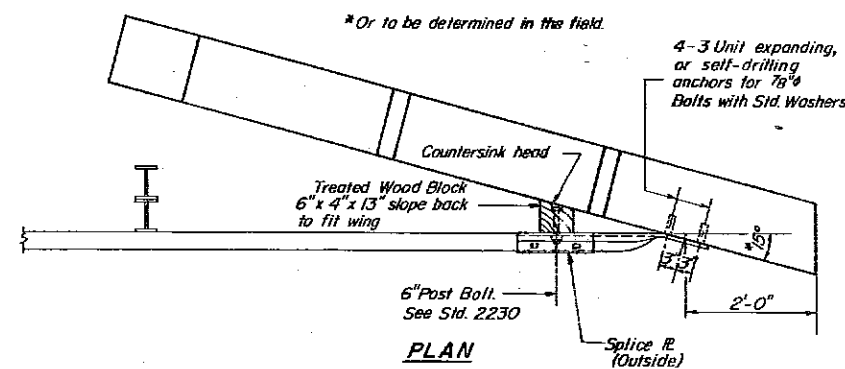 *Or to be determined in the field.
4-3 Unit expanding,
or self-drilling
anchors for 7/8"φ
Bolts with Std. Washers
Countersink head
Treated Wood Block
6"x 4"x 13" slope back
to fit wing
*15°
3" 3"
2'-0"
6"Post Bolt.
See Std. 2230
Splice PL
(Outside)
PLAN